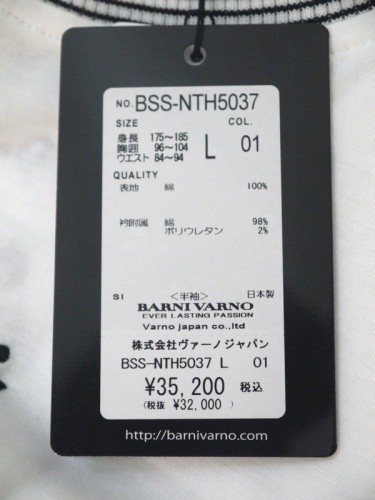 NO. BSS-NTH5037
SIZE COL.
身長 175~185
胸囲 96~104 L 01
ウエスト 84~94
QUALITY
表地 綿 100%
衿附属 綿 98%
ポリウレタン 2%
SI <半袖> 日本製
BARNI VARNO
EVER LASTING PASSION
Varno japan co.,ltd
株式会社ヴァーノジャパン
BSS-NTH5037 L 01
¥35,200 税込
(税抜 ¥32,000)
http://barnivarno.com/